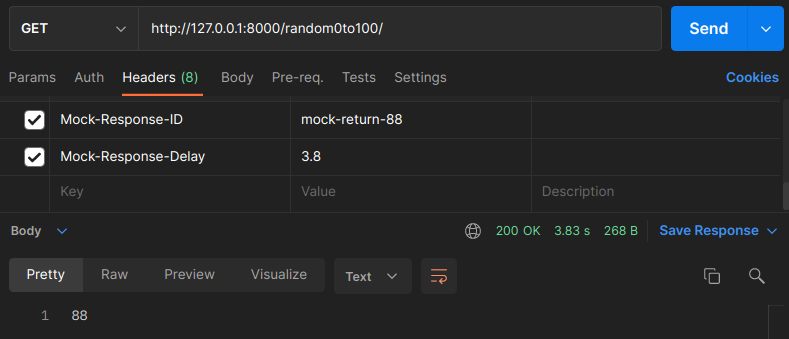 GET http://127.0.0.1:8000/random0to100/ Send
Params Auth Headers (8) Body Pre-req. Tests Settings Cookies
Mock-Response-ID mock-return-88
Mock-Response-Delay 3.8
Key Value Description
Body 200 OK 3.83 s 268 B Save Response
Pretty Raw Preview Visualize Text
1 88